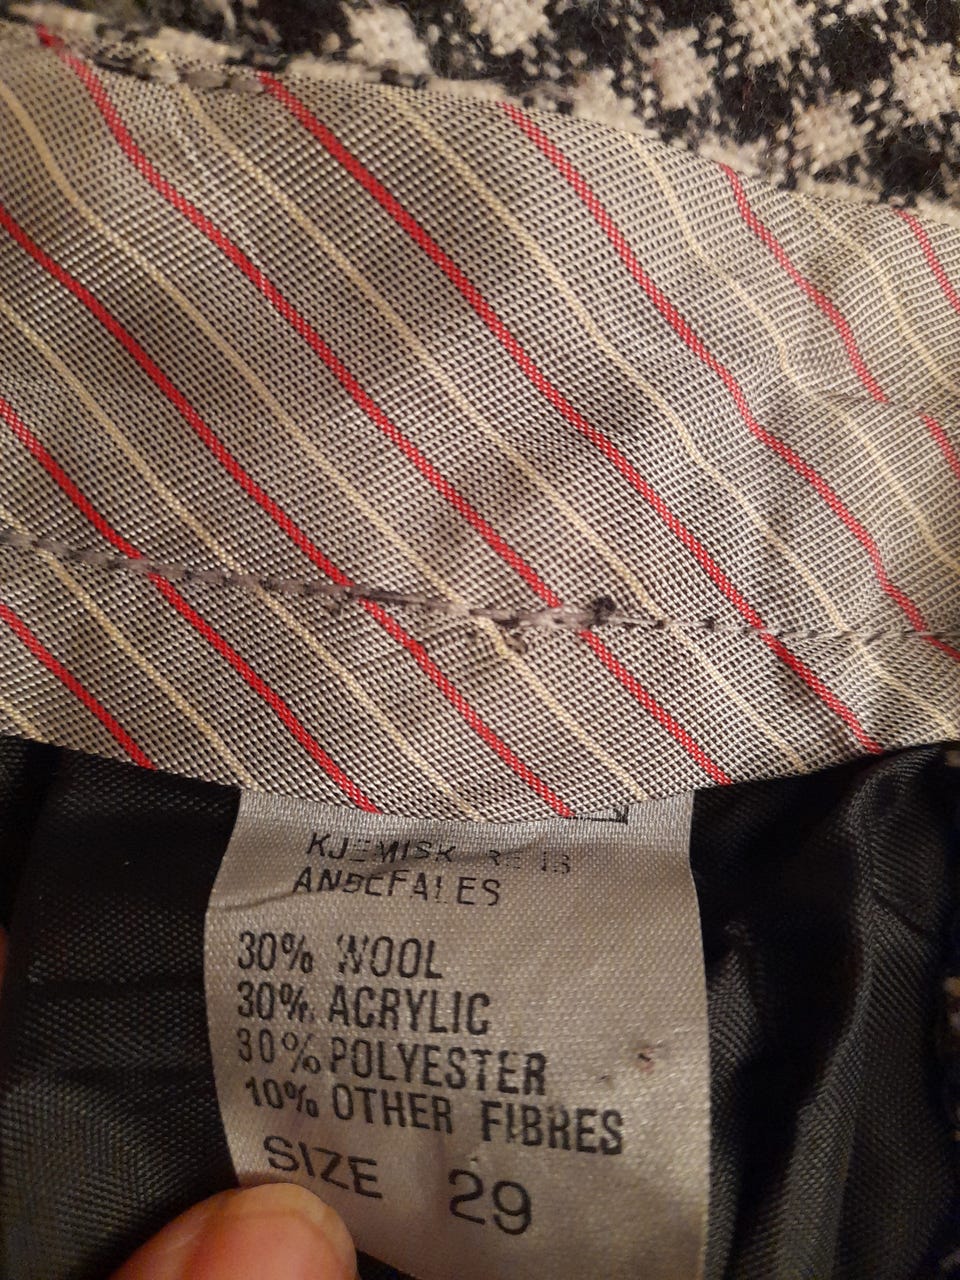 KJEMISK
ANBEFALES
30% WOOL
30% ACRYLIC
30% POLYESTER
10% OTHER FIBRES
SIZE 29